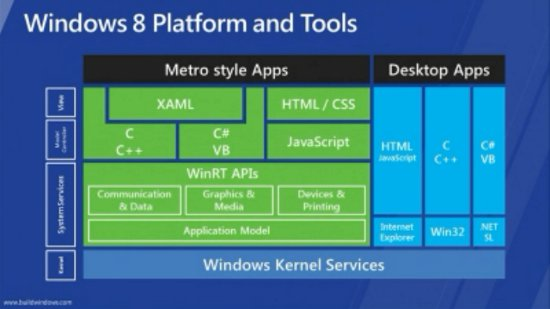 Windows 8 Platform and Tools
Metro style Apps
Desktop Apps
View
XAML
HTML / CSS
Model
Controller
C
C++
C#
VB
JavaScript
HTML
JavaScript
C
C++
C#
VB
System Services
WinRT APIs
Communication
& Data
Graphics &
Media
Devices &
Printing
Application Model
Internet
Explorer
Win32
.NET
SL
Kernel
Windows Kernel Services
www.buildwindows.com